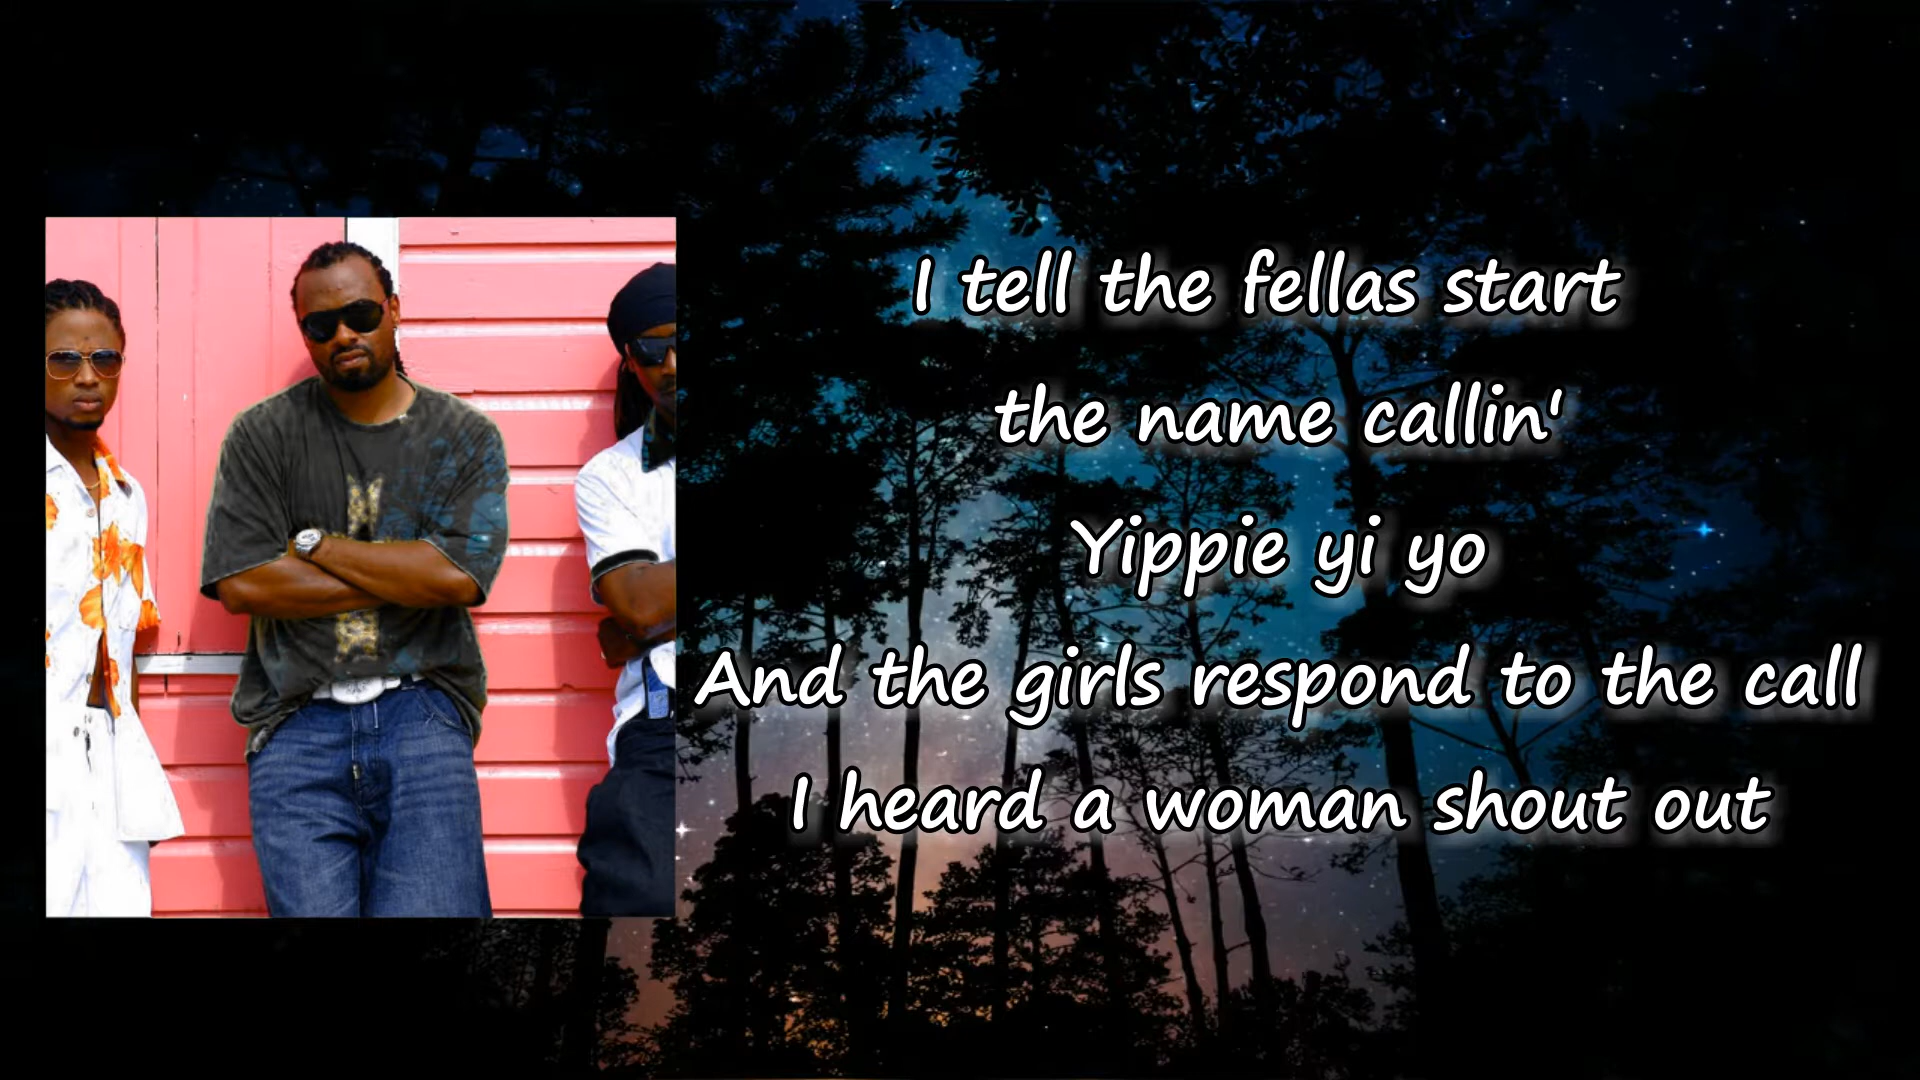 I tell the fellas start
the name callin'
Yippie yi yo
And the girls respond to the call
I heard a woman shout out